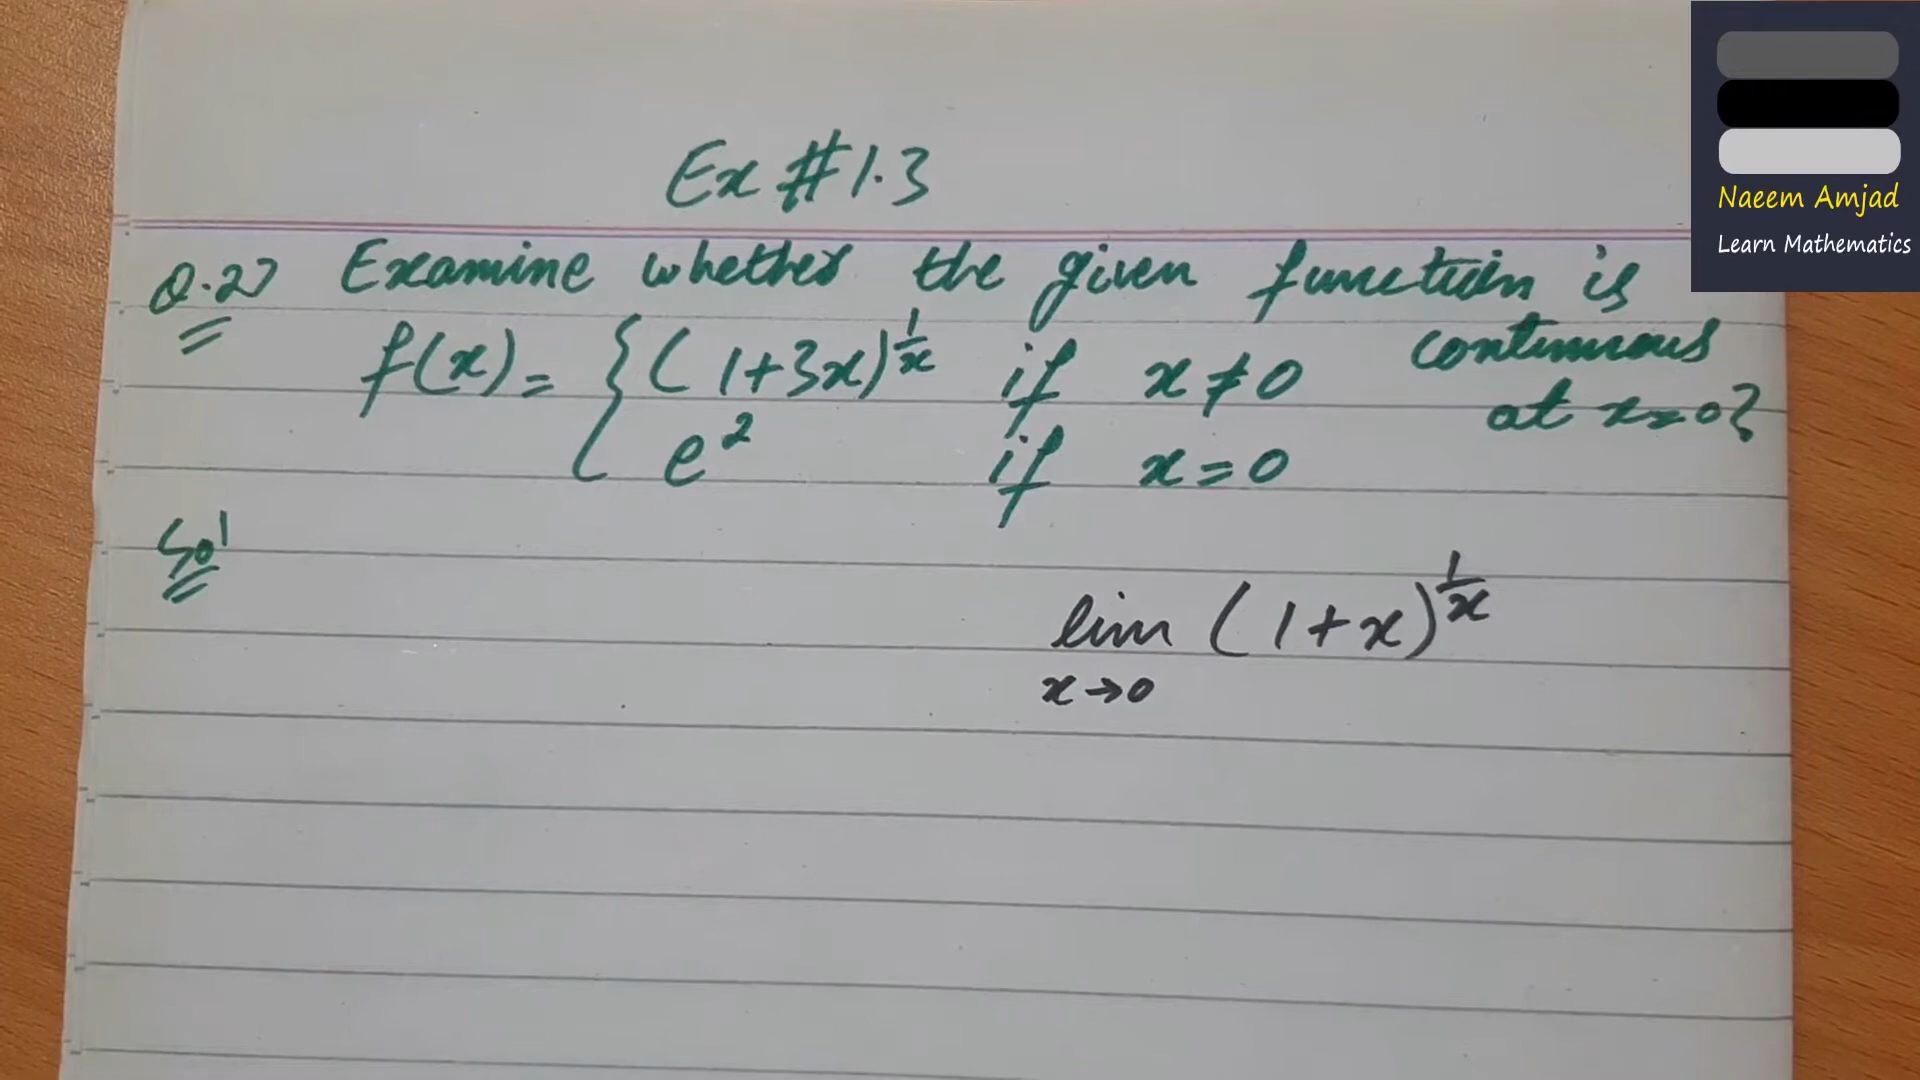 Ex # 1.3
Q.27 Examine whether the given function is
continuous
at x=0?
f(x) = { (1+3x)^{1/x} if x ≠ 0
e^2 if x = 0
Sol
lim (1+x)^{1/x}
x→0
Naeem Amjad
Learn Mathematics